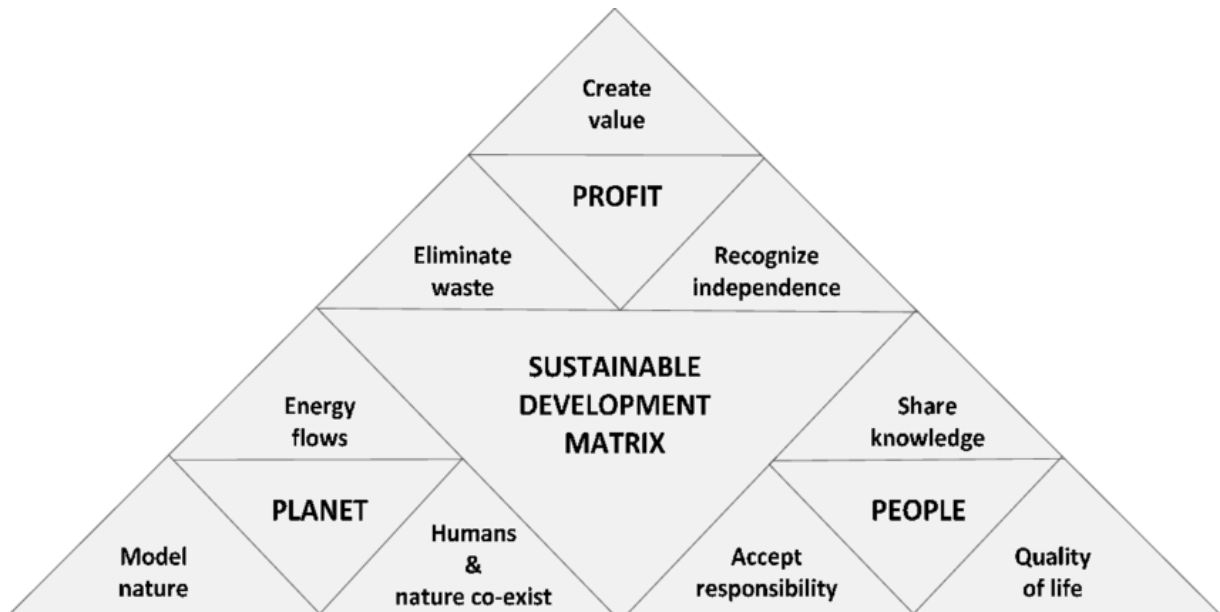 Create
value
PROFIT
Eliminate
waste
Recognize
independence
SUSTAINABLE
DEVELOPMENT
MATRIX
Energy
flows
Share
knowledge
PLANET
PEOPLE
Model
nature
Humans
&
nature co-exist
Accept
responsibility
Quality
of life